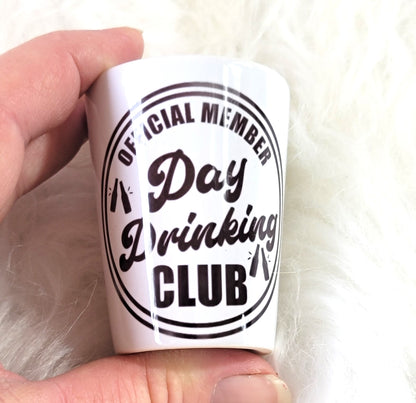 OFFICIAL MEMBER
Day
Drinking
CLUB